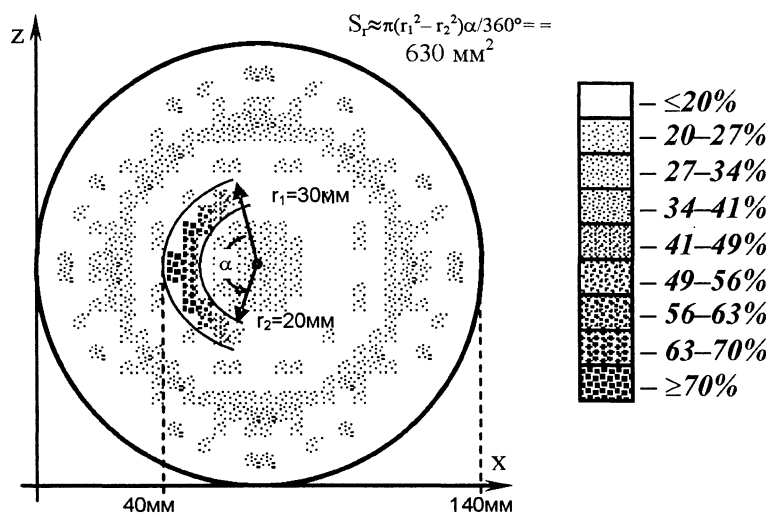 Sᵣ≈π(r₁²– r₂²)α/360°= =
630 мм²
z
– ≤20%
– 20–27%
– 27–34%
– 34–41%
– 41–49%
– 49–56%
– 56–63%
– 63–70%
– ≥70%
r₁=30мм
α
r₂=20мм
x
40мм
140мм